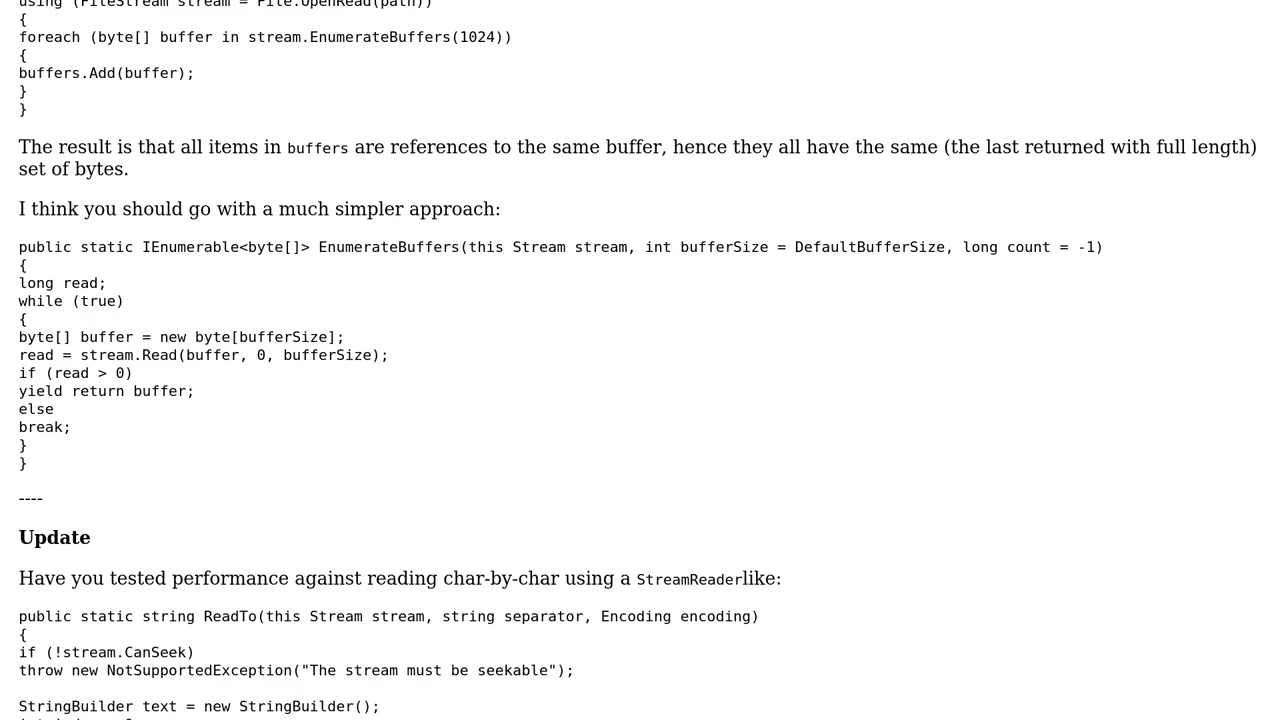 using (FileStream stream = File.OpenRead(path))
{
foreach (byte[] buffer in stream.EnumerateBuffers(1024))
{
buffers.Add(buffer);
}
}
The result is that all items in buffers are references to the same buffer, hence they all have the same (the last returned with full length)
set of bytes.
I think you should go with a much simpler approach:
public static IEnumerable<byte[]> EnumerateBuffers(this Stream stream, int bufferSize = DefaultBufferSize, long count = -1)
{
long read;
while (true)
{
byte[] buffer = new byte[bufferSize];
read = stream.Read(buffer, 0, bufferSize);
if (read > 0)
yield return buffer;
else
break;
}
}
----
Update
Have you tested performance against reading char-by-char using a StreamReaderlike:
public static string ReadTo(this Stream stream, string separator, Encoding encoding)
{
if (!stream.CanSeek)
throw new NotSupportedException("The stream must be seekable");
StringBuilder text = new StringBuilder();